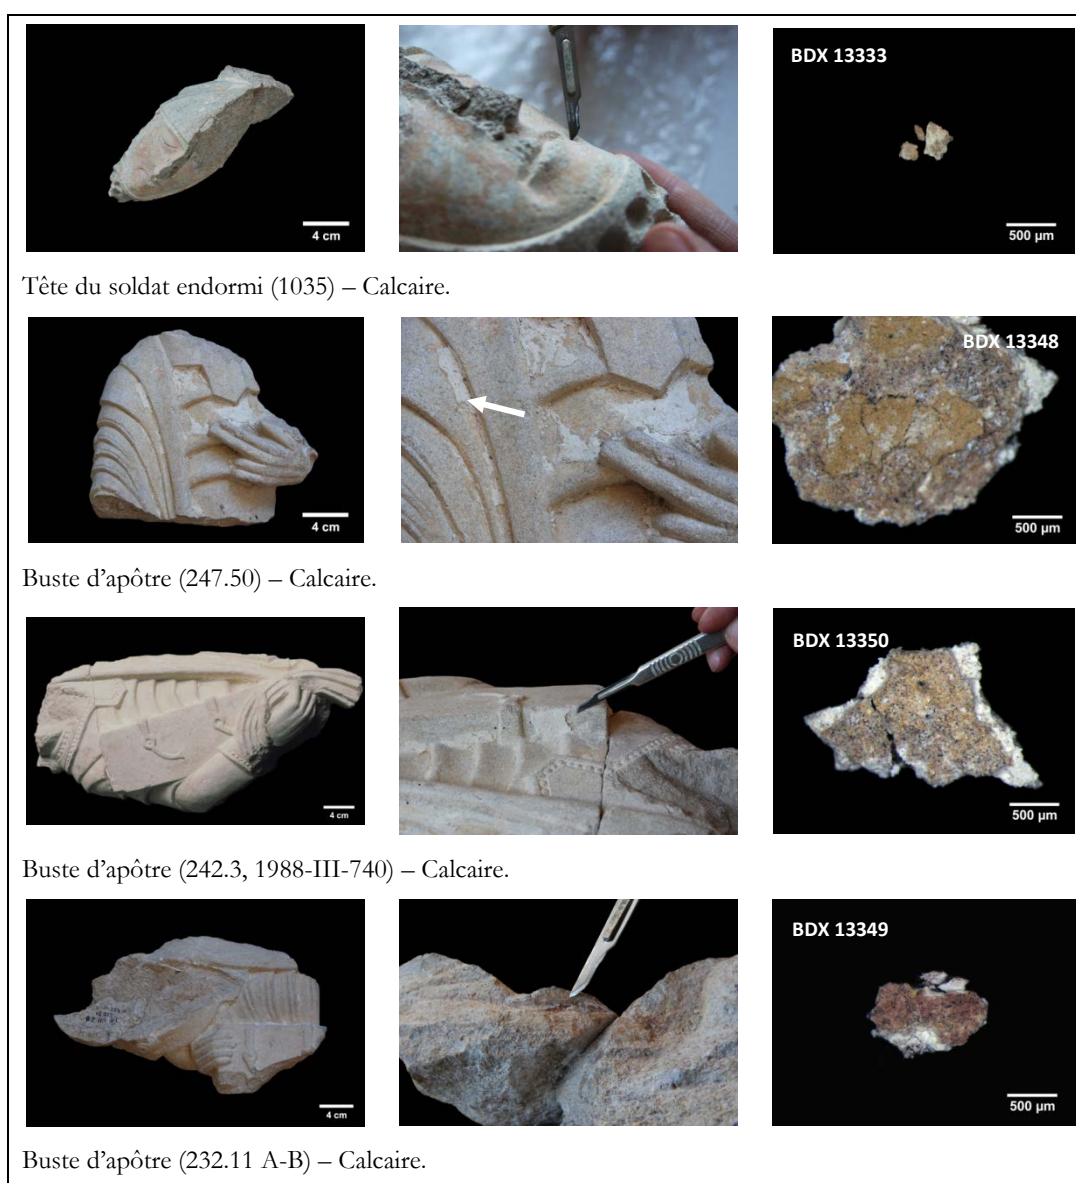 BDX 13333
4 cm
500 µm
Tête du soldat endormi (1035) – Calcaire.
BDX 13348
4 cm
500 µm
Buste d'apôtre (247.50) – Calcaire.
BDX 13350
4 cm
500 µm
Buste d'apôtre (242.3, 1988-III-740) – Calcaire.
BDX 13349
4 cm
500 µm
Buste d'apôtre (232.11 A-B) – Calcaire.